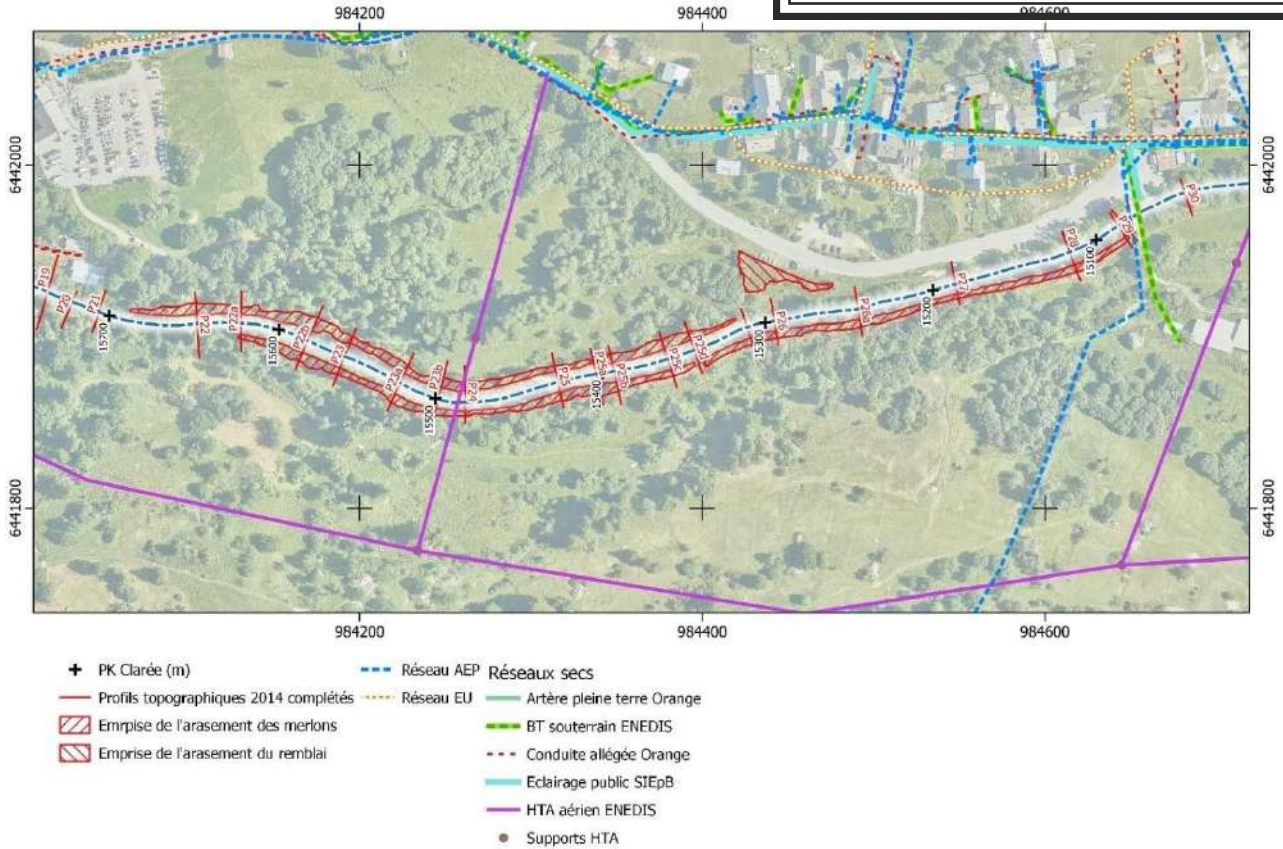 984200 984400 984600
6442000 6442000
6441800 6441800
P19
P20
P21
15700
P22
P22a
15600
P22b
P23
P23a
P23b
15500
P24
P25
P25a
15400
P25b
P25c
P25d
15300
P26
P26a
15200
P27
P28
15100
P29
P30
984200 984400 984600
PK Clarée (m)
Profils topographiques 2014 complétés
Emrpise de l'arasement des merlons
Emprise de l'arasement du remblai
Réseau AEP
Réseau EU
Réseaux secs
Artère pleine terre Orange
BT souterrain ENEDIS
Conduite allégée Orange
Eclairage public SIEpB
HTA aérien ENEDIS
Supports HTA